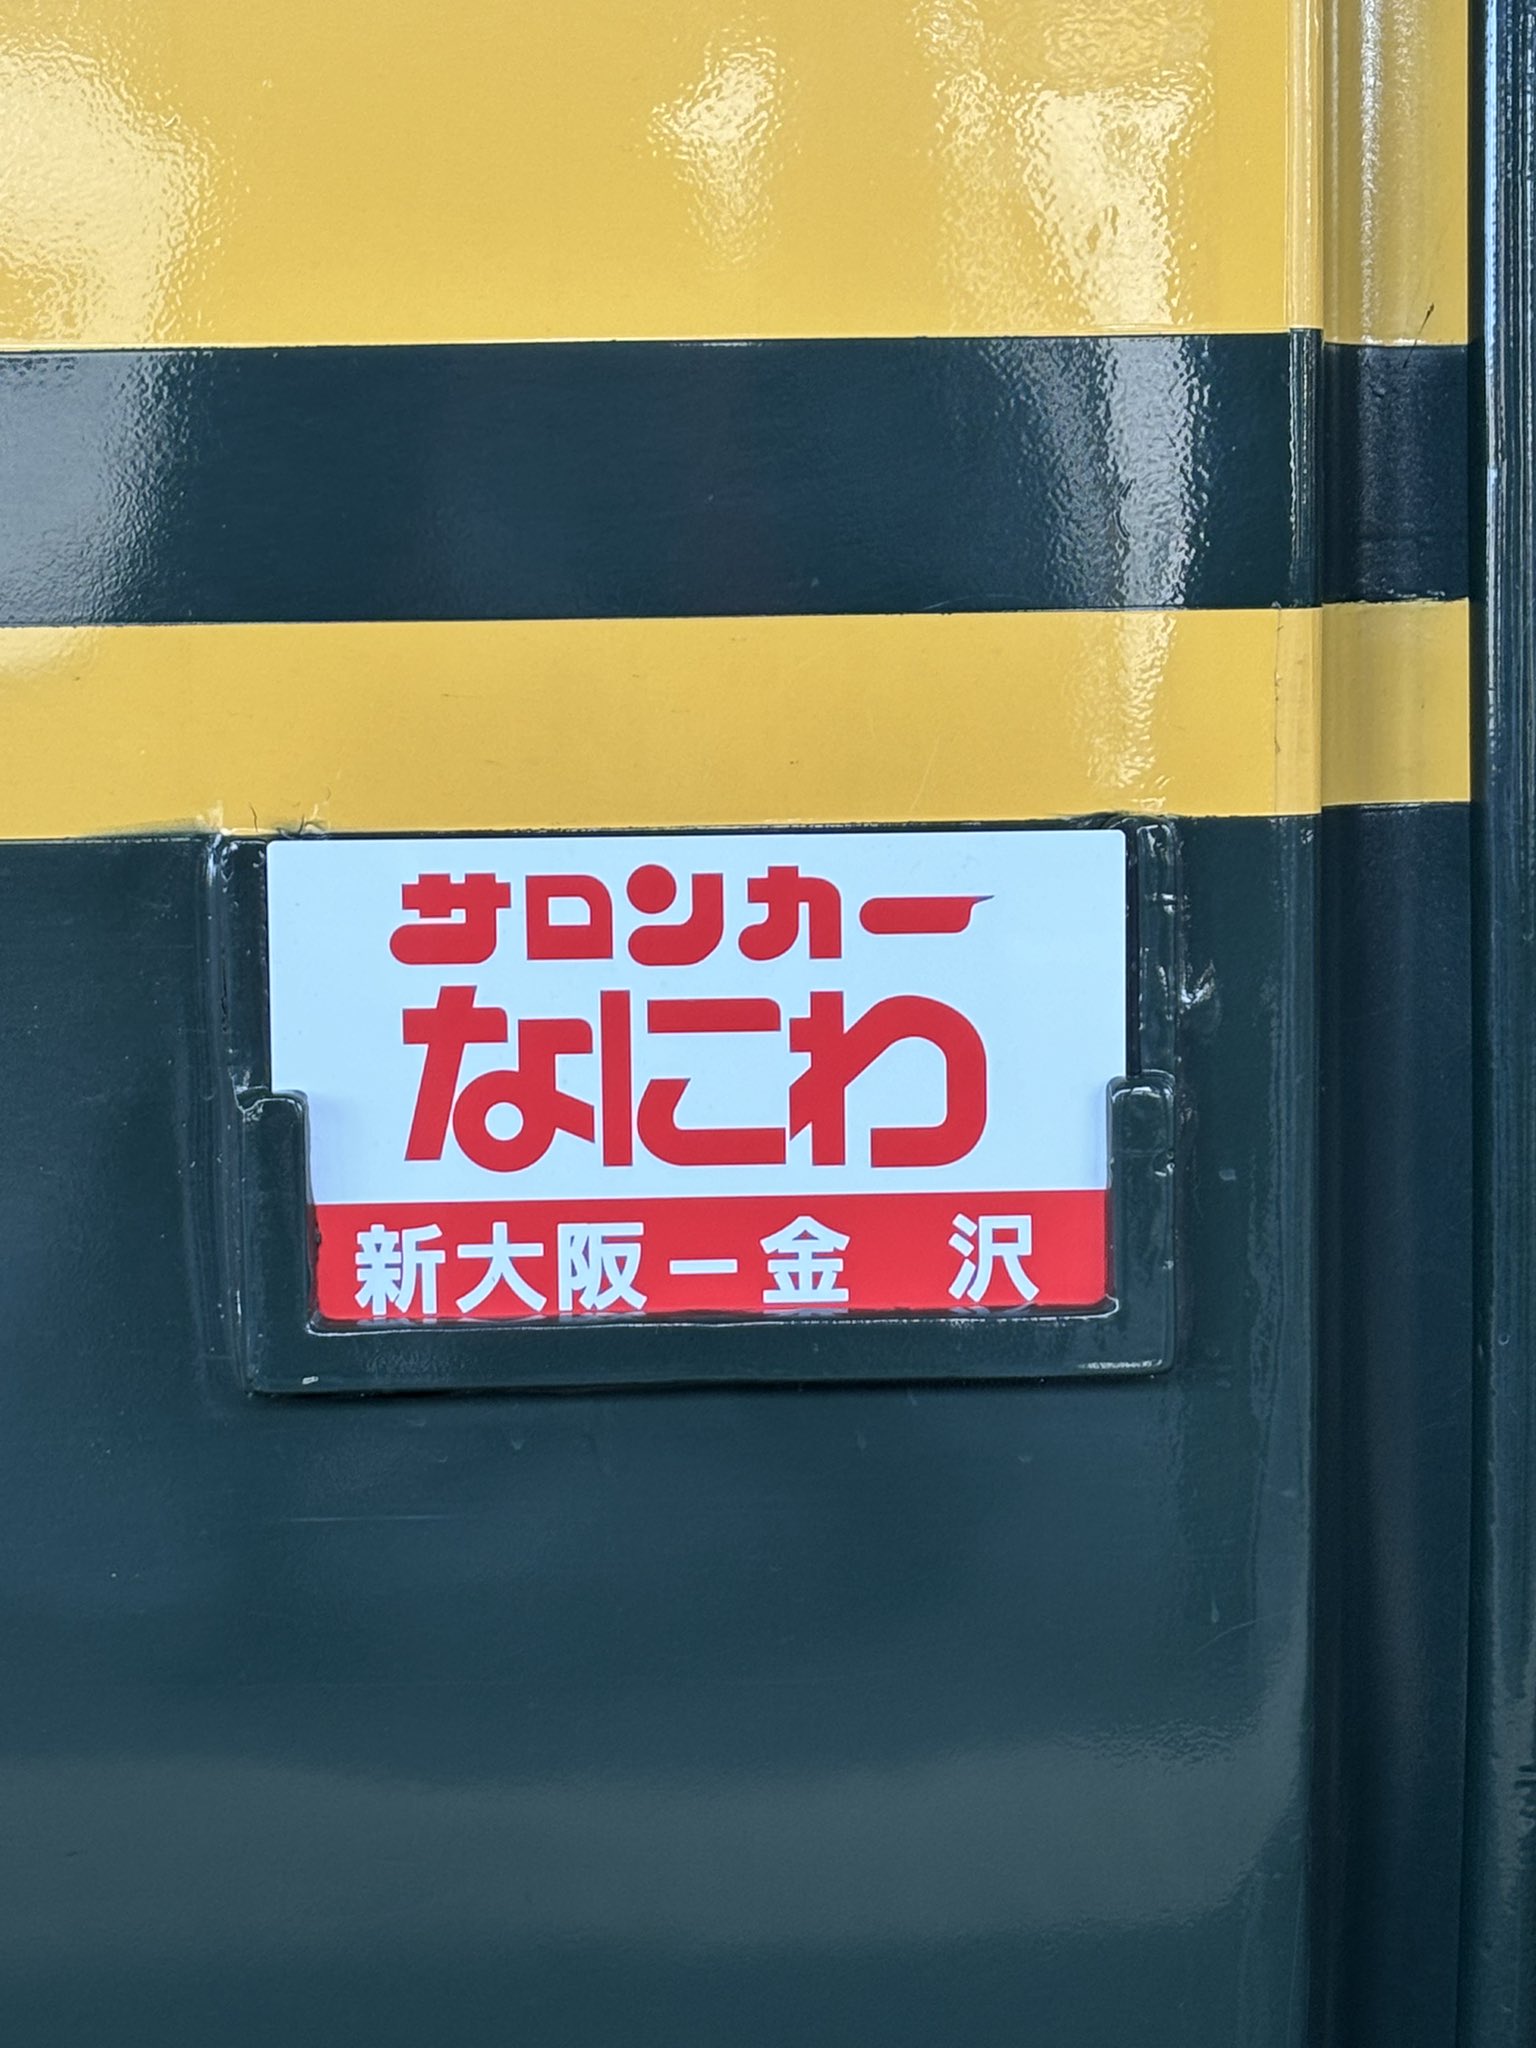 サロンカー
なにわ
新大阪ー金　沢